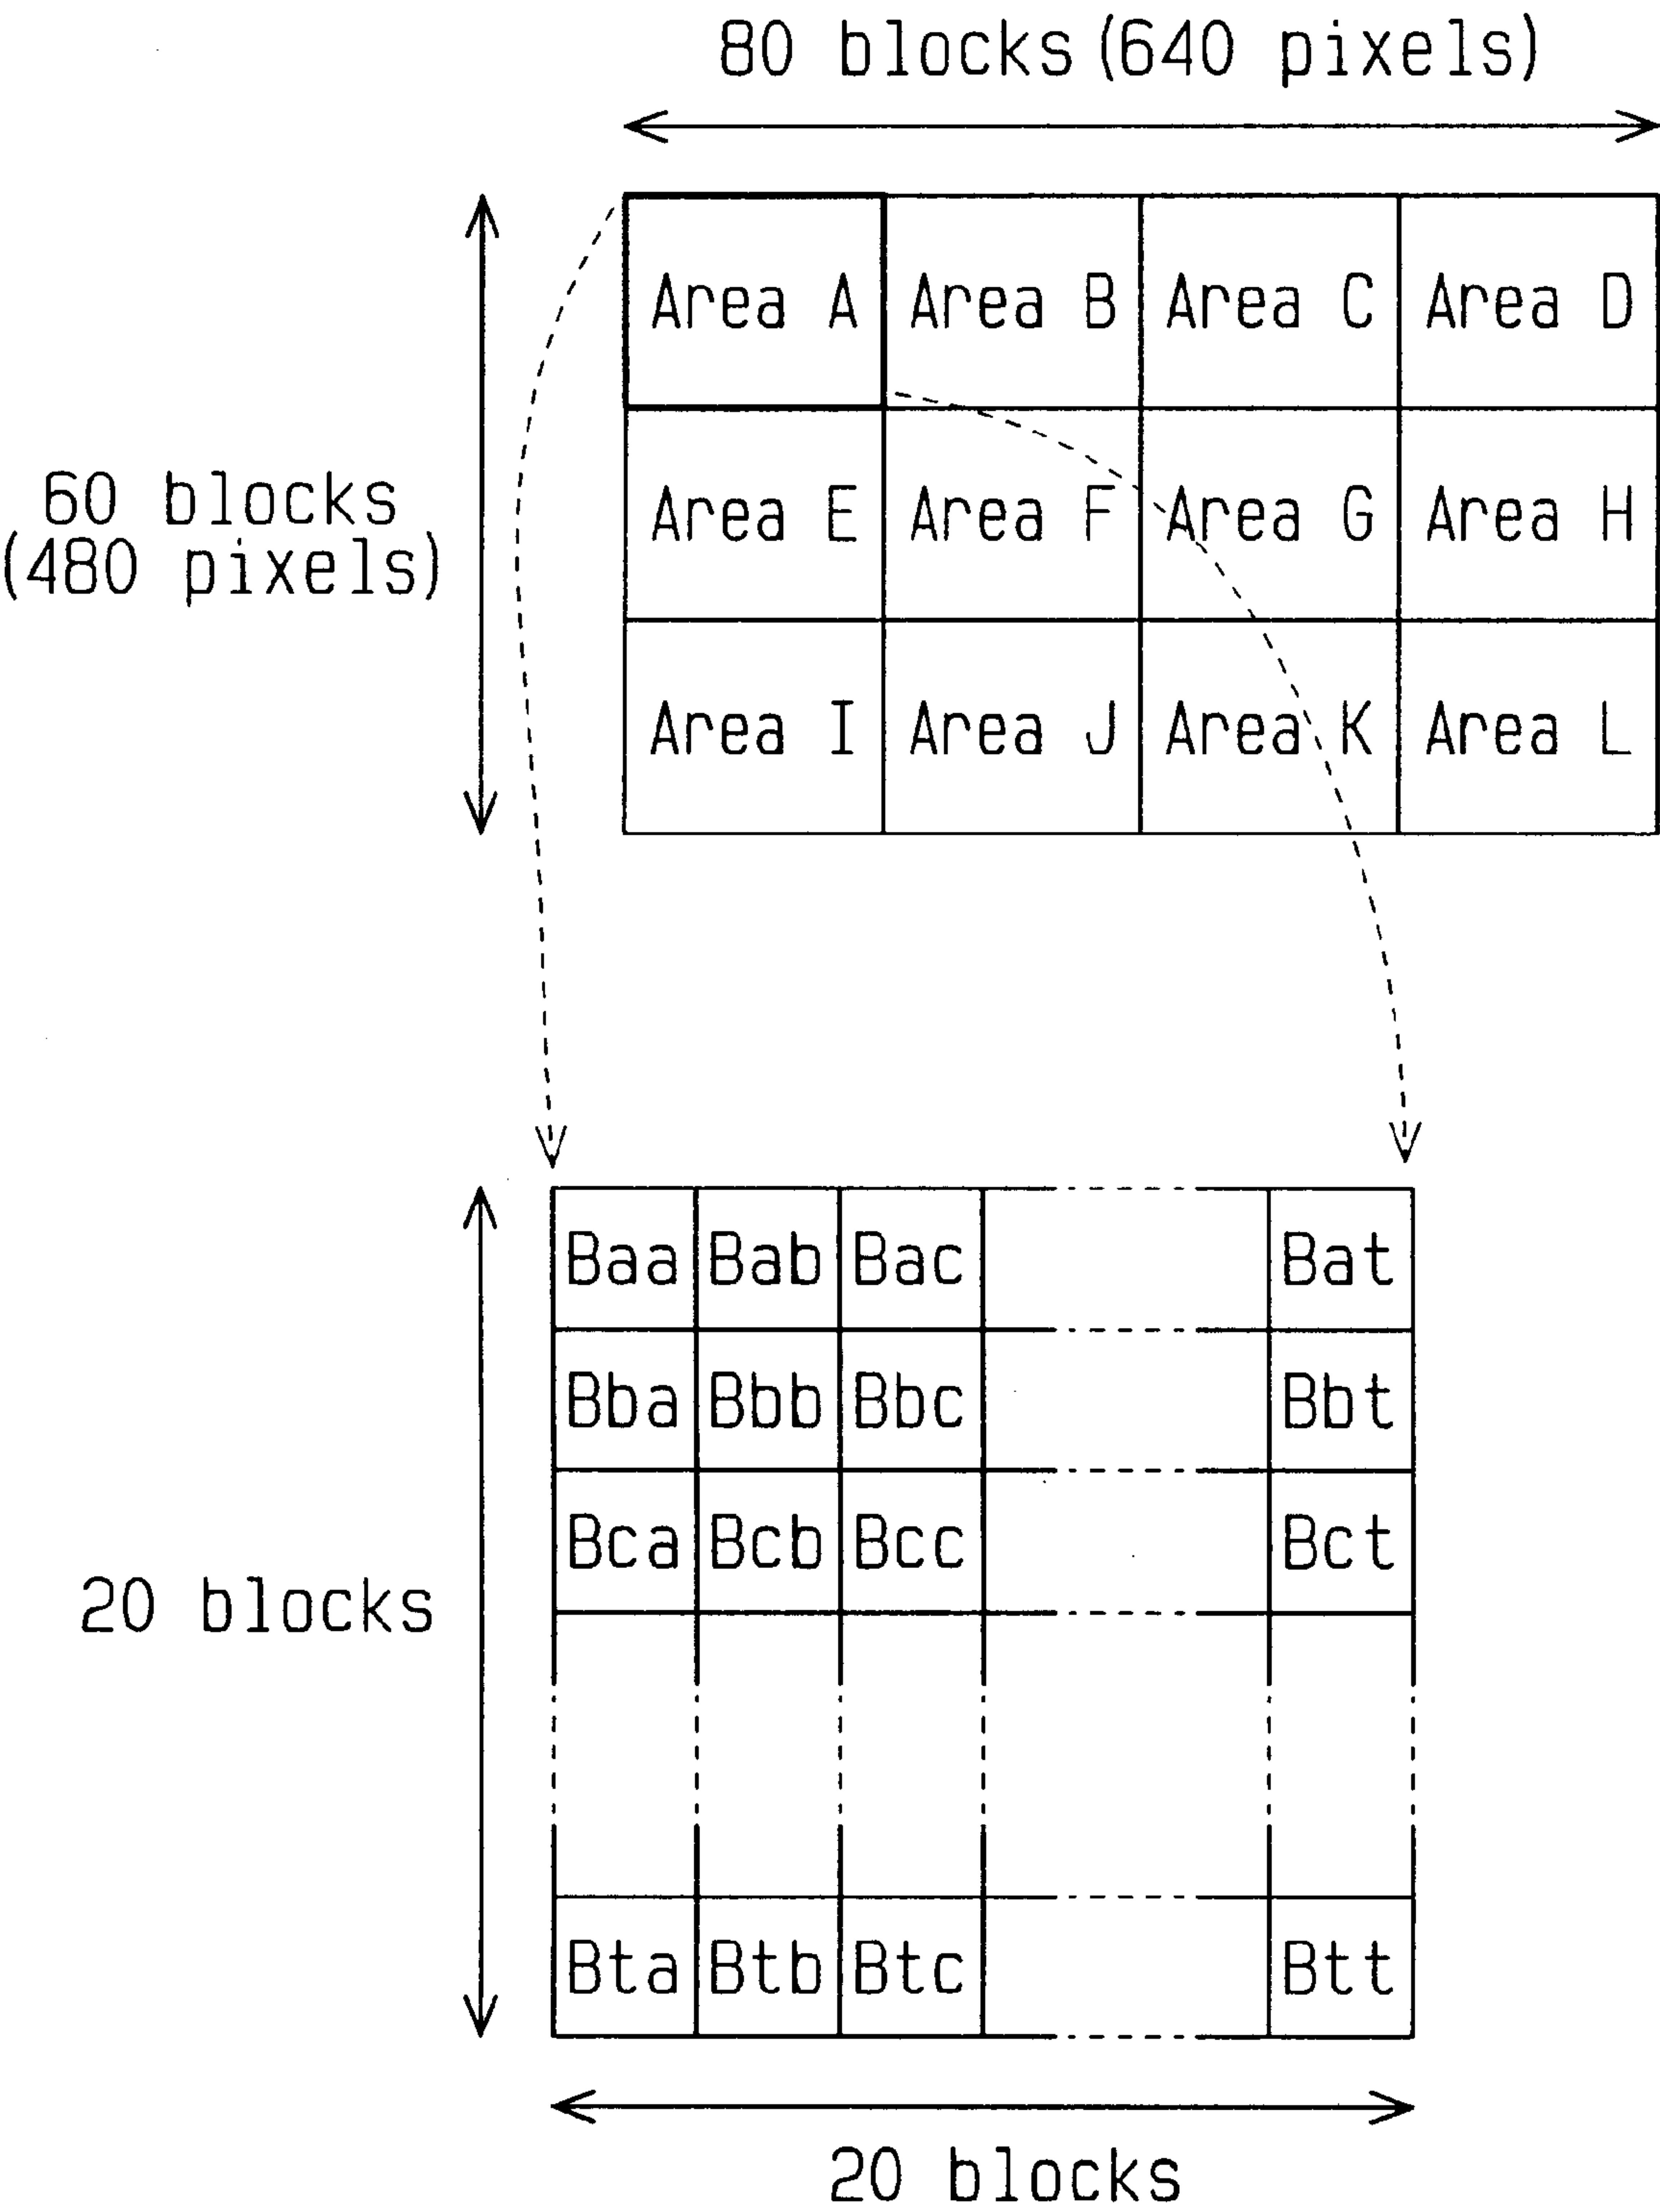 80 blocks (640 pixels)
Area A Area B Area C Area D
60 blocks
(480 pixels)
Area E Area F Area G Area H
Area I Area J Area K Area L
Baa Bab Bac Bat
Bba Bbb Bbc Bbt
Bca Bcb Bcc Bct
20 blocks
Bta Btb Btc Btt
20 blocks